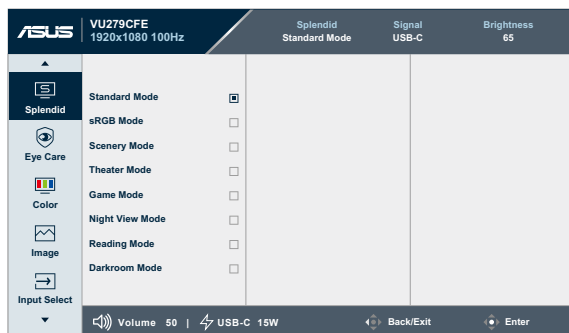 ASUS
VU279CFE
1920x1080 100Hz
Splendid
Standard Mode
Signal
USB-C
Brightness
65
Splendid
Eye Care
Color
Image
Input Select
Standard Mode
sRGB Mode
Scenery Mode
Theater Mode
Game Mode
Night View Mode
Reading Mode
Darkroom Mode
Volume 50 | USB-C 15W
Back/Exit
Enter